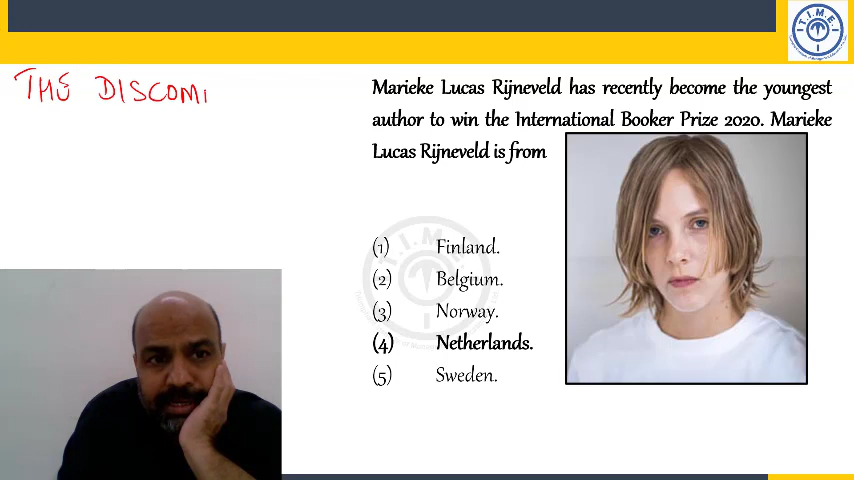 T.I.M.E.
THE DISCOMI
Marieke Lucas Rijneveld has recently become the youngest
author to win the International Booker Prize 2020. Marieke
Lucas Rijneveld is from
(1) Finland.
(2) Belgium.
(3) Norway.
(4) Netherlands.
(5) Sweden.
T.I.M.E.